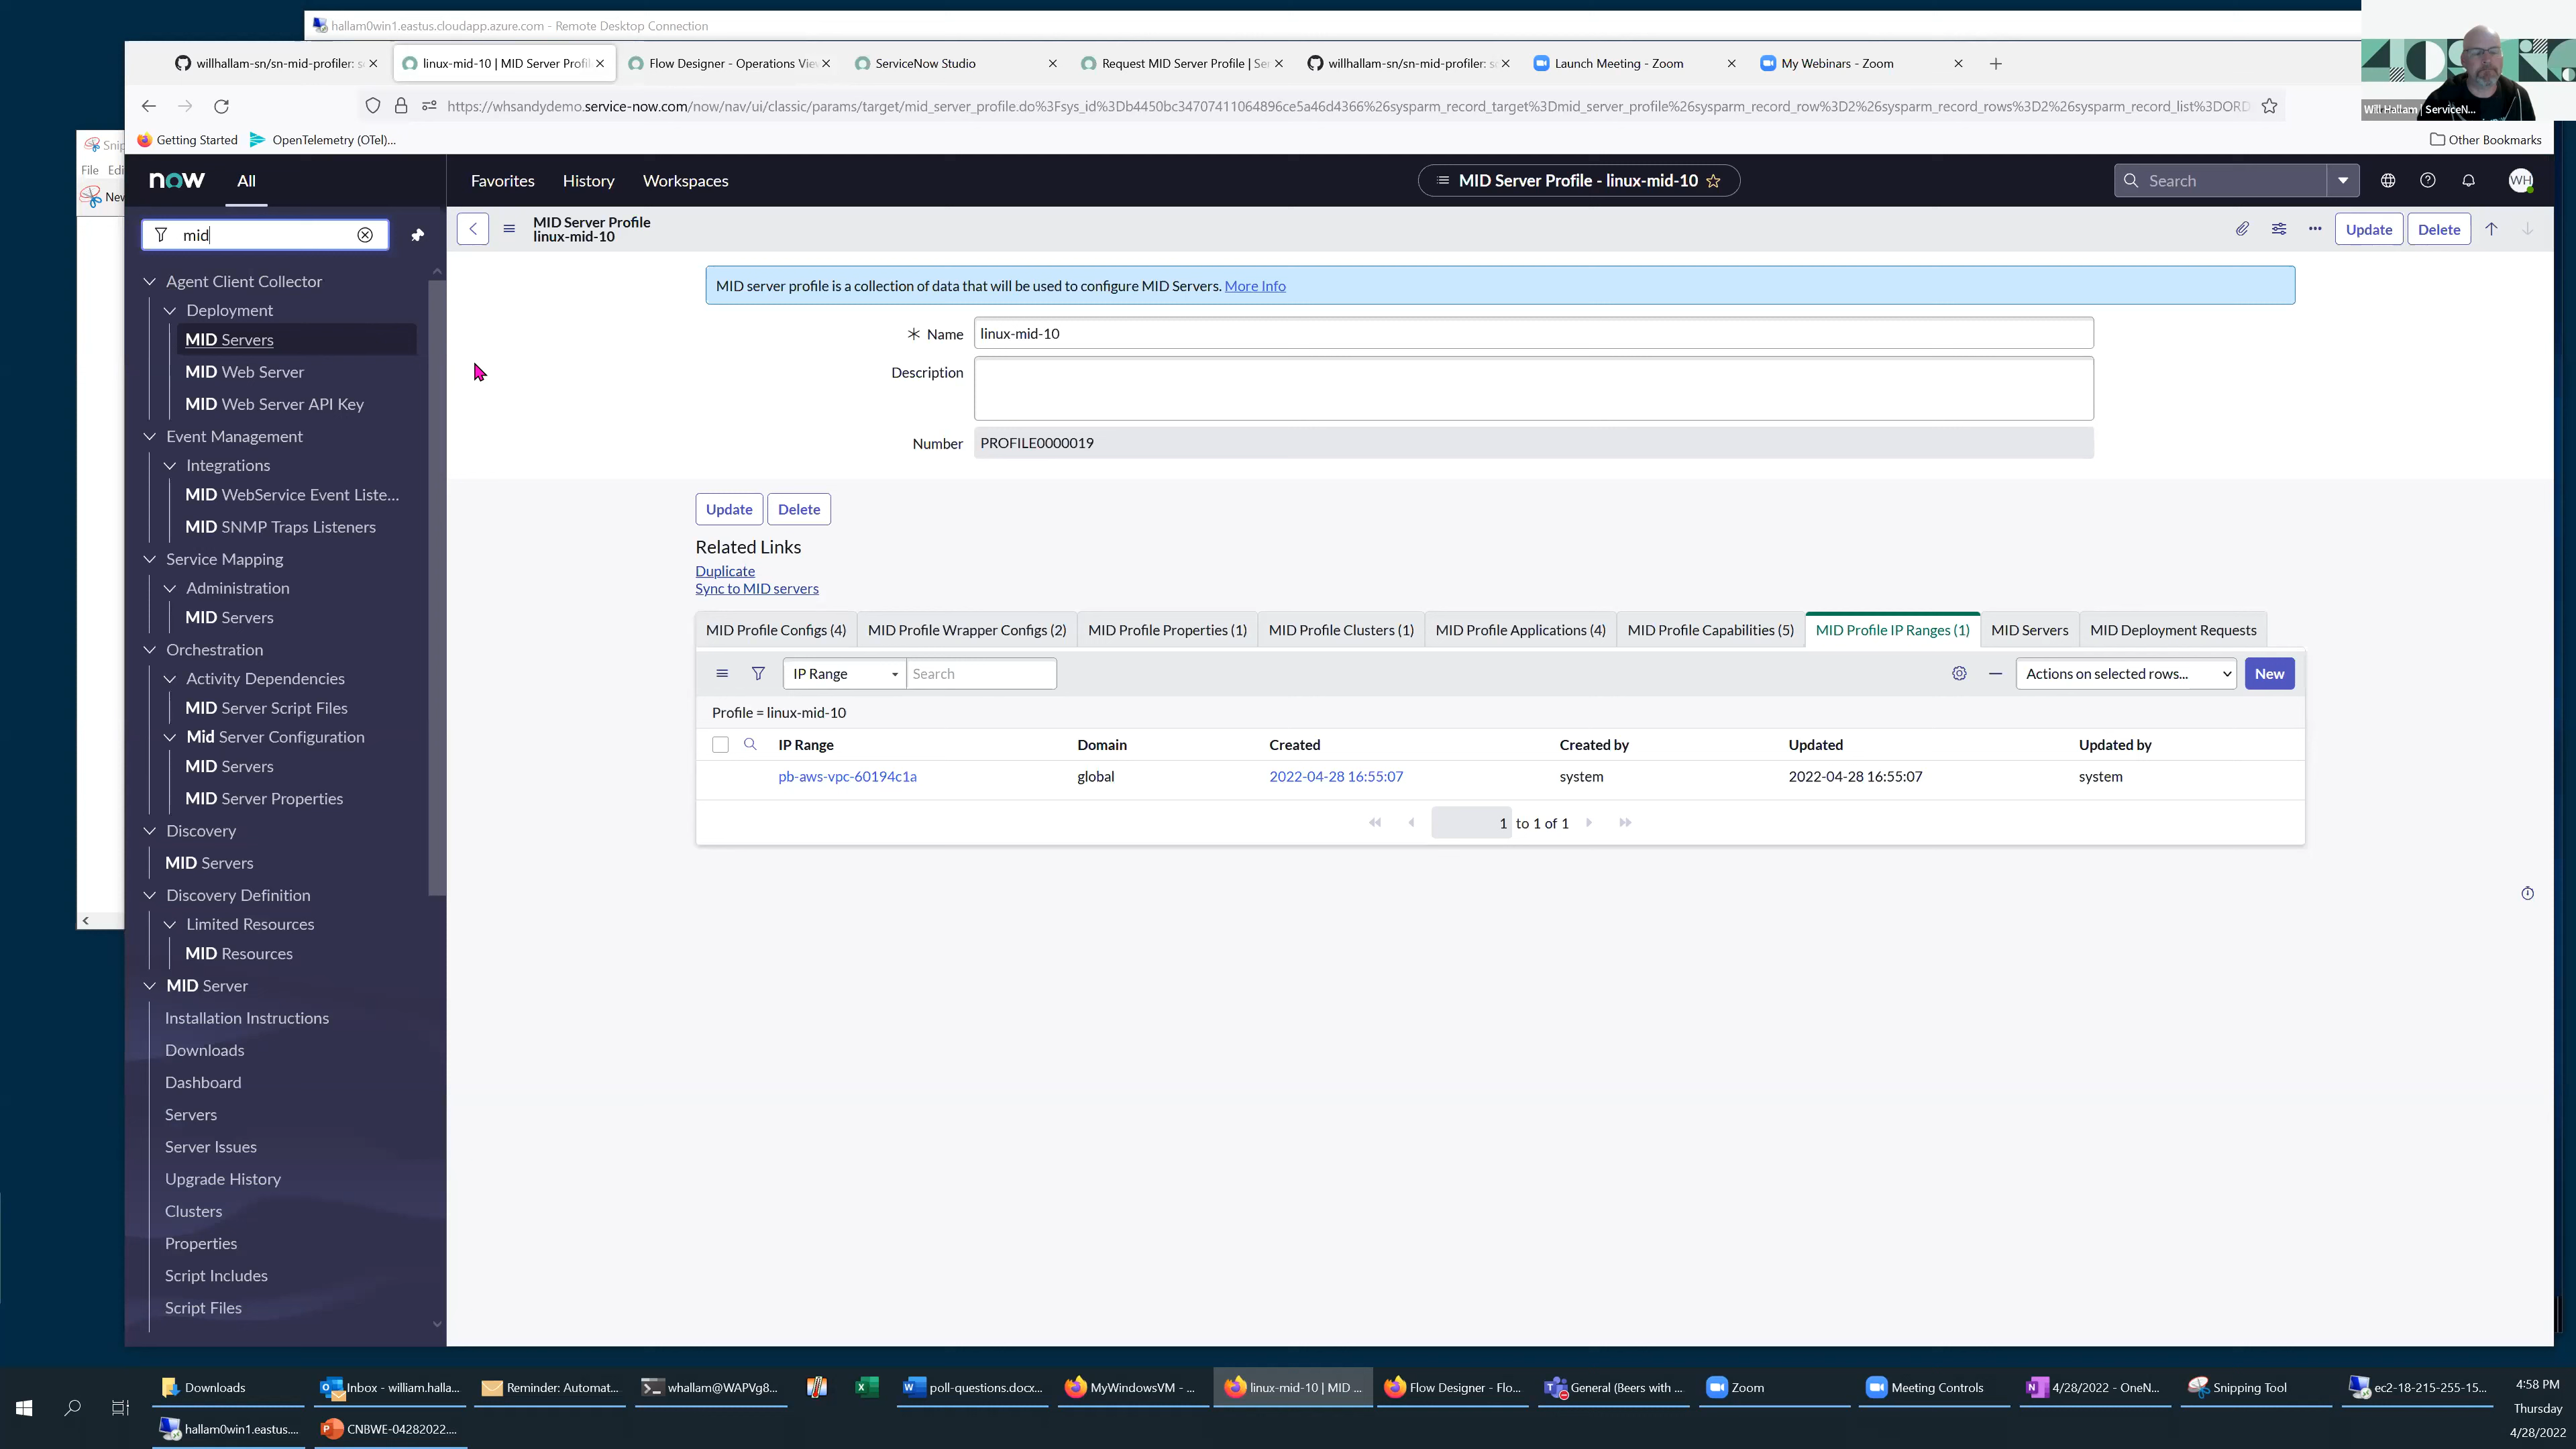 hallam0win1.eastus.cloudapp.azure.com - Remote Desktop Connection
willhallam-sn/sn-mid-profiler: s
linux-mid-10 | MID Server Profil
Flow Designer - Operations Vie
ServiceNow Studio
Request MID Server Profile | Se
willhallam-sn/sn-mid-profiler: s
Launch Meeting - Zoom
My Webinars - Zoom
https://whsandydemo.service-now.com/now/nav/ui/classic/params/target/mid_server_profile.do%3Fsys_id%3Db4450bc34707411064896ce5a46d4366%26sysparm_record_target%3Dmid_server_profile%26sysparm_record_row%3D2%26sysparm_record_rows%3D2%26sysparm_record_list%3DORD
Will Hallam | ServiceN...
Getting Started
OpenTelemetry (OTel)...
Other Bookmarks
Snip
File Edi
New
now
All
Favorites
History
Workspaces
MID Server Profile - linux-mid-10
Search
WH
mid
MID Server Profile
linux-mid-10
Update
Delete
Agent Client Collector
Deployment
MID Servers
MID Web Server
MID Web Server API Key
Event Management
Integrations
MID WebService Event Liste...
MID SNMP Traps Listeners
Service Mapping
Administration
MID Servers
Orchestration
Activity Dependencies
MID Server Script Files
Mid Server Configuration
MID Servers
MID Server Properties
Discovery
MID Servers
Discovery Definition
Limited Resources
MID Resources
MID Server
Installation Instructions
Downloads
Dashboard
Servers
Server Issues
Upgrade History
Clusters
Properties
Script Includes
Script Files
MID server profile is a collection of data that will be used to configure MID Servers. More Info
Name
linux-mid-10
Description
Number
PROFILE0000019
Update
Delete
Related Links
Duplicate
Sync to MID servers
MID Profile Configs (4)
MID Profile Wrapper Configs (2)
MID Profile Properties (1)
MID Profile Clusters (1)
MID Profile Applications (4)
MID Profile Capabilities (5)
MID Profile IP Ranges (1)
MID Servers
MID Deployment Requests
IP Range
Search
Actions on selected rows...
New
Profile = linux-mid-10
IP Range Domain Created Created by Updated Updated by
pb-aws-vpc-60194c1a global 2022-04-28 16:55:07 system 2022-04-28 16:55:07 system
1 to 1 of 1
Downloads
Inbox - william.halla...
Reminder: Automat...
whallam@WAPVg8...
poll-questions.docx...
MyWindowsVM - ...
linux-mid-10 | MID ...
Flow Designer - Flo...
General (Beers with ...
Zoom
Meeting Controls
4/28/2022 - OneN...
Snipping Tool
ec2-18-215-255-15...
4:58 PM
Thursday
4/28/2022
hallam0win1.eastus....
CNBWE-04282022....